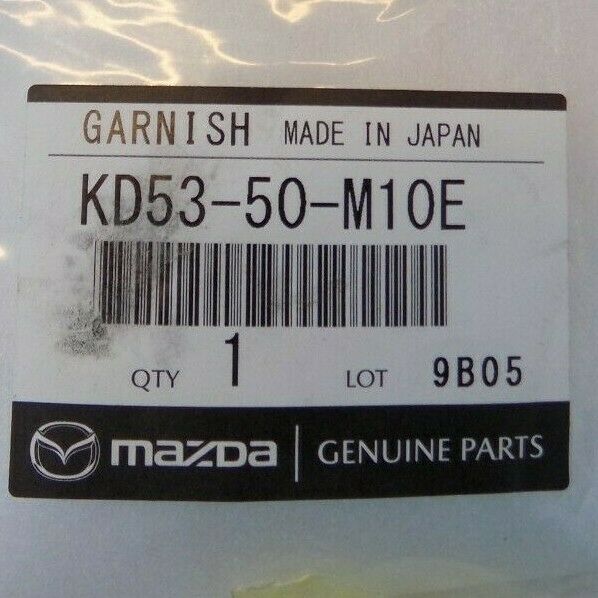 GARNISH MADE IN JAPAN
KD53-50-M10E
QTY 1 LOT 9B05
mazda GENUINE PARTS